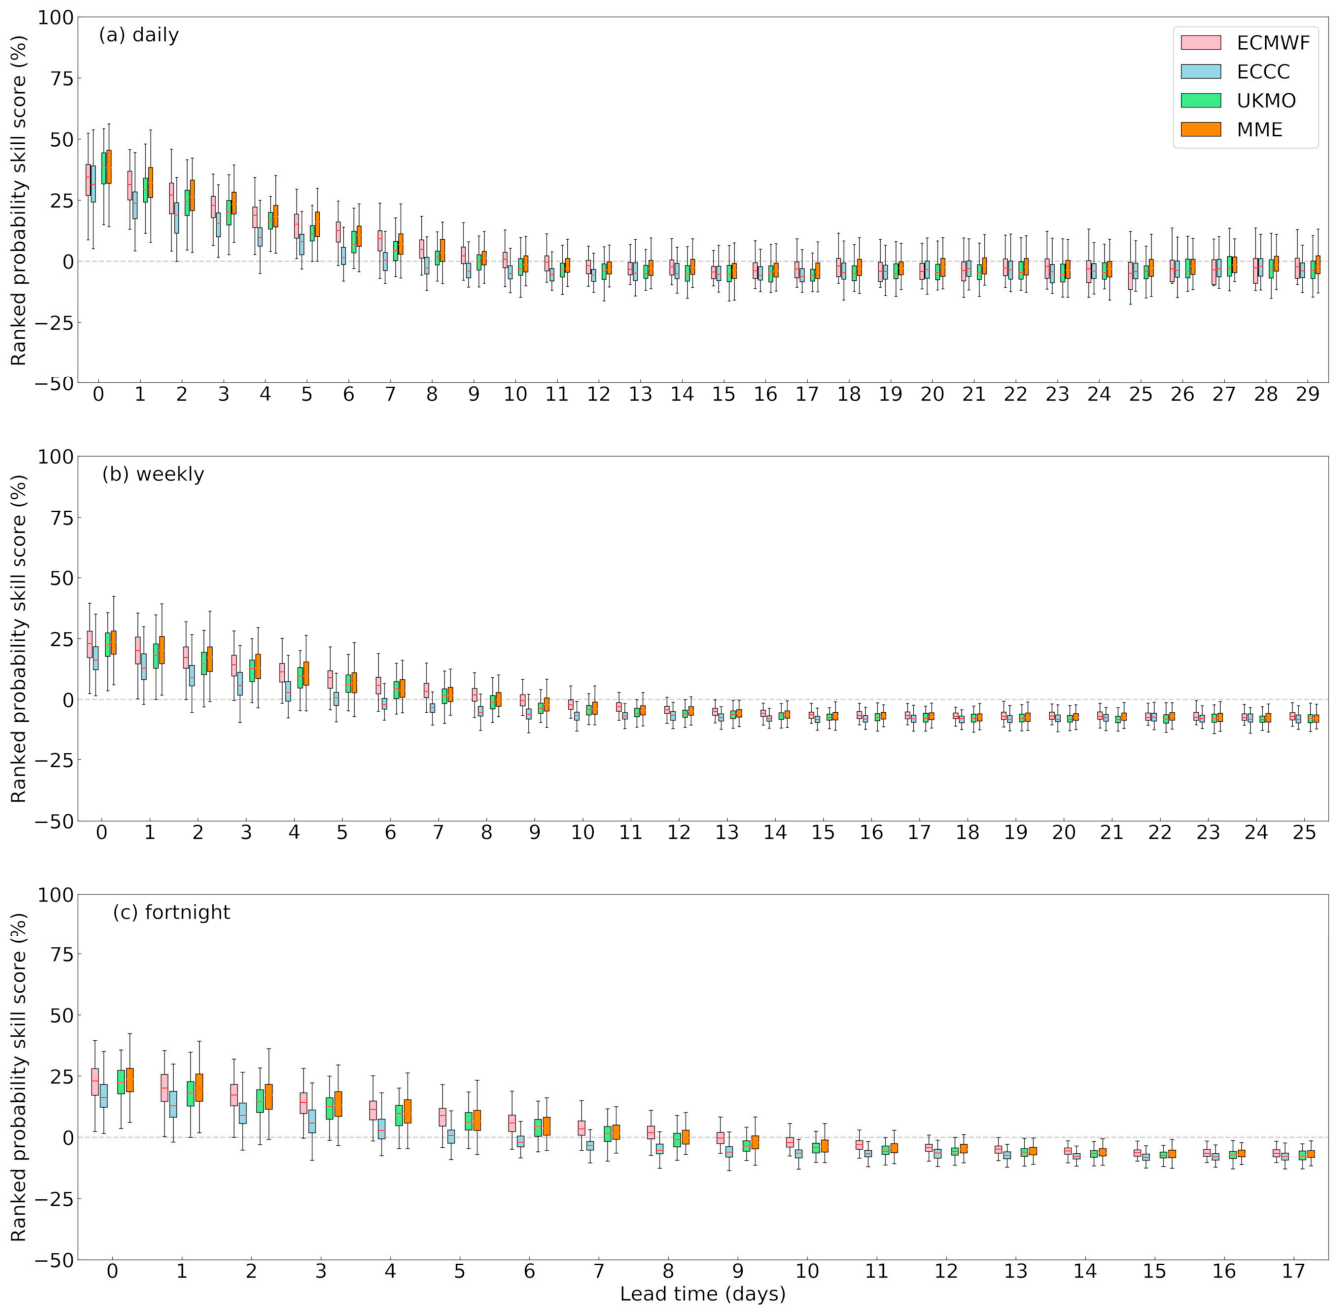 (a) daily
ECMWF
ECCC
UKMO
MME
Ranked probability skill score (%)
100
75
50
25
0
−25
−50
0 1 2 3 4 5 6 7 8 9 10 11 12 13 14 15 16 17 18 19 20 21 22 23 24 25 26 27 28 29
(b) weekly
Ranked probability skill score (%)
100
75
50
25
0
−25
−50
0 1 2 3 4 5 6 7 8 9 10 11 12 13 14 15 16 17 18 19 20 21 22 23 24 25
(c) fortnight
Ranked probability skill score (%)
100
75
50
25
0
−25
−50
0 1 2 3 4 5 6 7 8 9 10 11 12 13 14 15 16 17
Lead time (days)